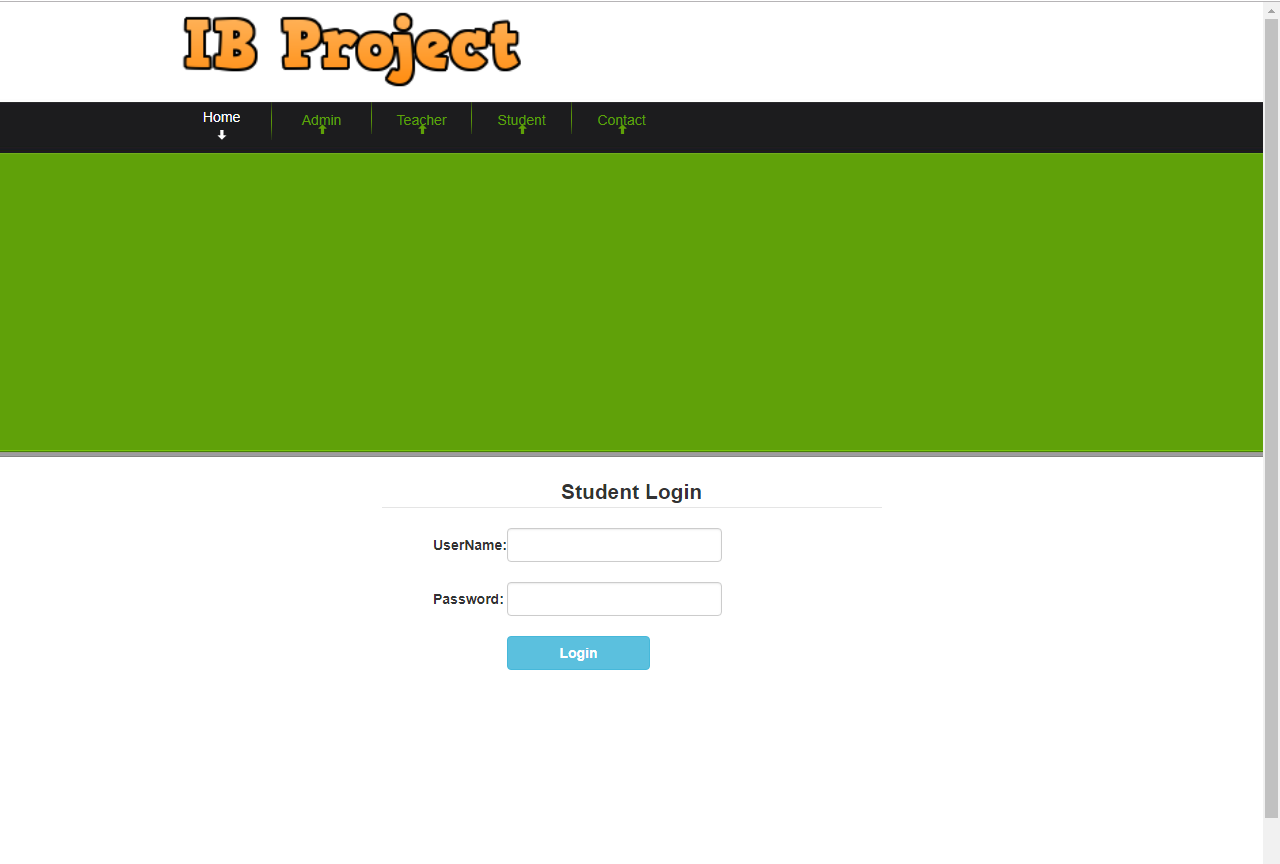 IB Project
Home Admin Teacher Student Contact
Student Login
UserName:
Password:
Login